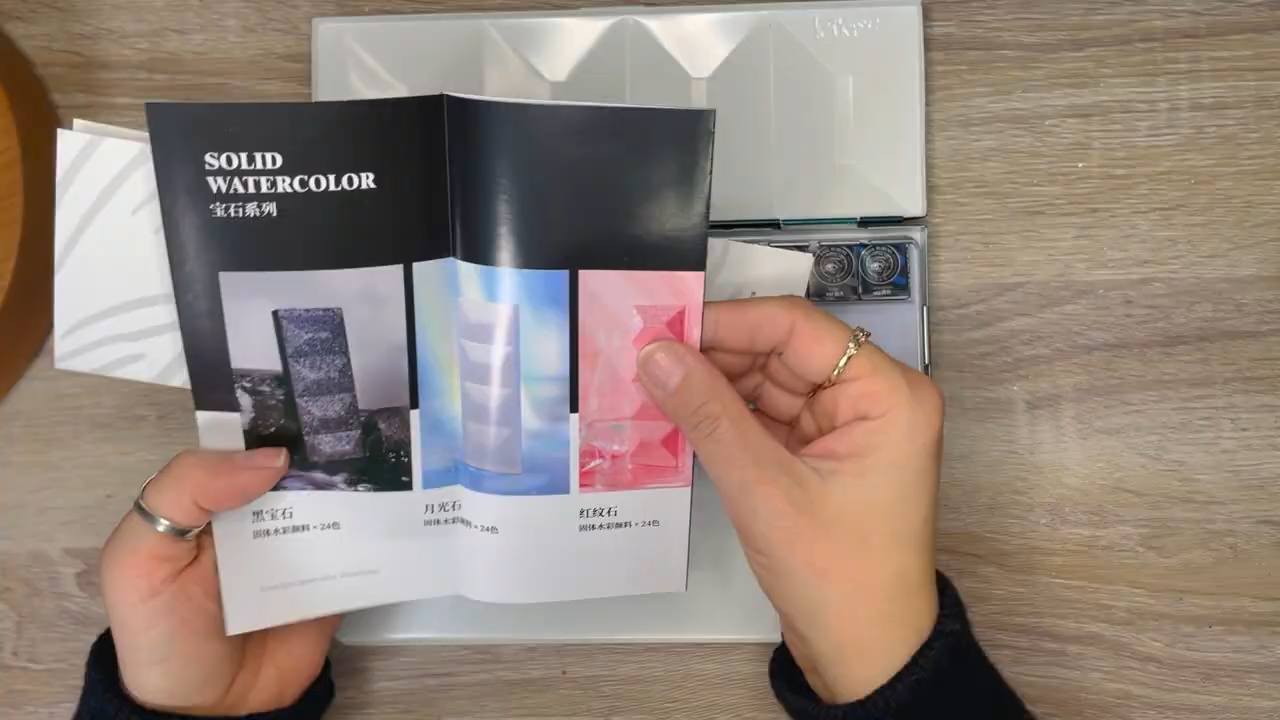 SOLID
WATERCOLOR
宝石系列
黑宝石
固体水彩颜料 × 24色
月光石
固体水彩颜料 × 24色
红纹石
固体水彩颜料 × 24色